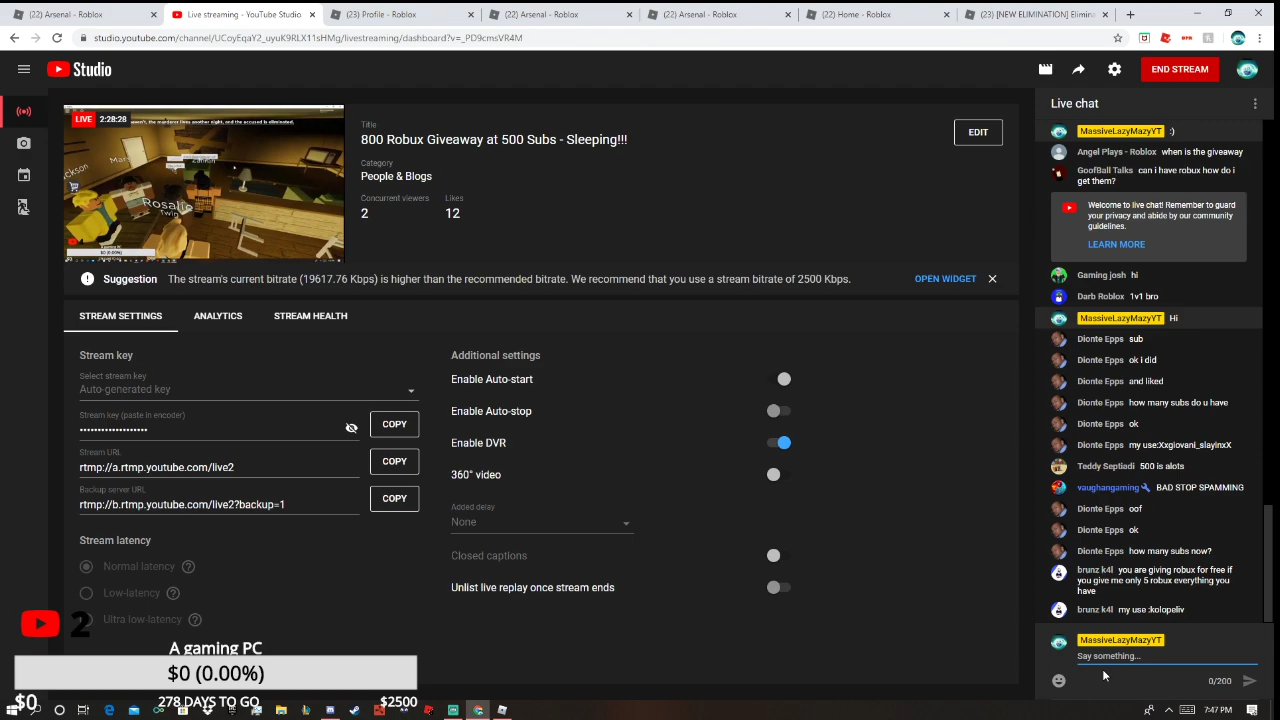 (22) Arsenal - Roblox
Live streaming - YouTube Studio
(23) Profile - Roblox
(22) Arsenal - Roblox
(22) Arsenal - Roblox
(22) Home - Roblox
(23) [NEW ELIMINATION] Elimin
studio.youtube.com/channel/UCoyEqaY2_uyuK9RLX11sHMg/livestreaming/dashboard?v=_PD9cmsVR4M
Studio
END STREAM
LIVE
2:28:28
the murderer lives another night, and the accused is eliminated.
Rosalie
Twin
Title
800 Robux Giveaway at 500 Subs - Sleeping!!!
EDIT
Category
People & Blogs
Concurrent viewers
Likes
2
12
Suggestion
The stream's current bitrate (19617.76 Kbps) is higher than the recommended bitrate. We recommend that you use a stream bitrate of 2500 Kbps.
OPEN WIDGET
STREAM SETTINGS
ANALYTICS
STREAM HEALTH
Stream key
Select stream key
Auto-generated key
Stream key (paste in encoder)
••••••••••••••••••••
COPY
Stream URL
rtmp://a.rtmp.youtube.com/live2
COPY
Backup server URL
rtmp://b.rtmp.youtube.com/live2?backup=1
COPY
Stream latency
Normal latency
Low-latency
Ultra low-latency
Additional settings
Enable Auto-start
Enable Auto-stop
Enable DVR
360° video
Added delay
None
Closed captions
Unlist live replay once stream ends
2
A gaming PC
$0 (0.00%)
$0
278 DAYS TO GO
$2500
Live chat
MassiveLazyMazyYT :)
Angel Plays - Roblox when is the giveaway
GoofBall Talks can i have robux how do i
get them?
Welcome to live chat! Remember to guard
your privacy and abide by our community
guidelines.
LEARN MORE
Gaming josh hi
Darb Roblox 1v1 bro
MassiveLazyMazyYT Hi
Dionte Epps sub
Dionte Epps ok i did
Dionte Epps and liked
Dionte Epps how many subs do u have
Dionte Epps ok
Dionte Epps my use:Xxgiovani_slayInxX
Teddy Septiadi 500 is alots
vaughangaming BAD STOP SPAMMING
Dionte Epps oof
Dionte Epps ok
Dionte Epps how many subs now?
brunz k4l you are giving robux for free if
you give me only 5 robux everything you
have
brunz k4l my use :kolopeliv
MassiveLazyMazyYT
Say something...
0/200
7:47 PM